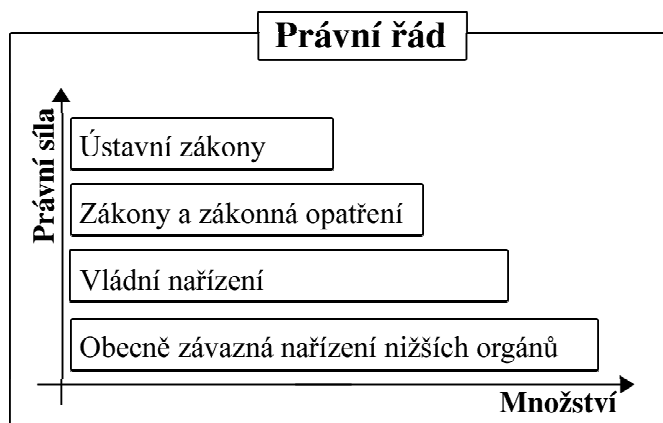 Právní řád
Právní síla
Ústavní zákony
Zákony a zákonná opatření
Vládní nařízení
Obecně závazná nařízení nižších orgánů
Množství